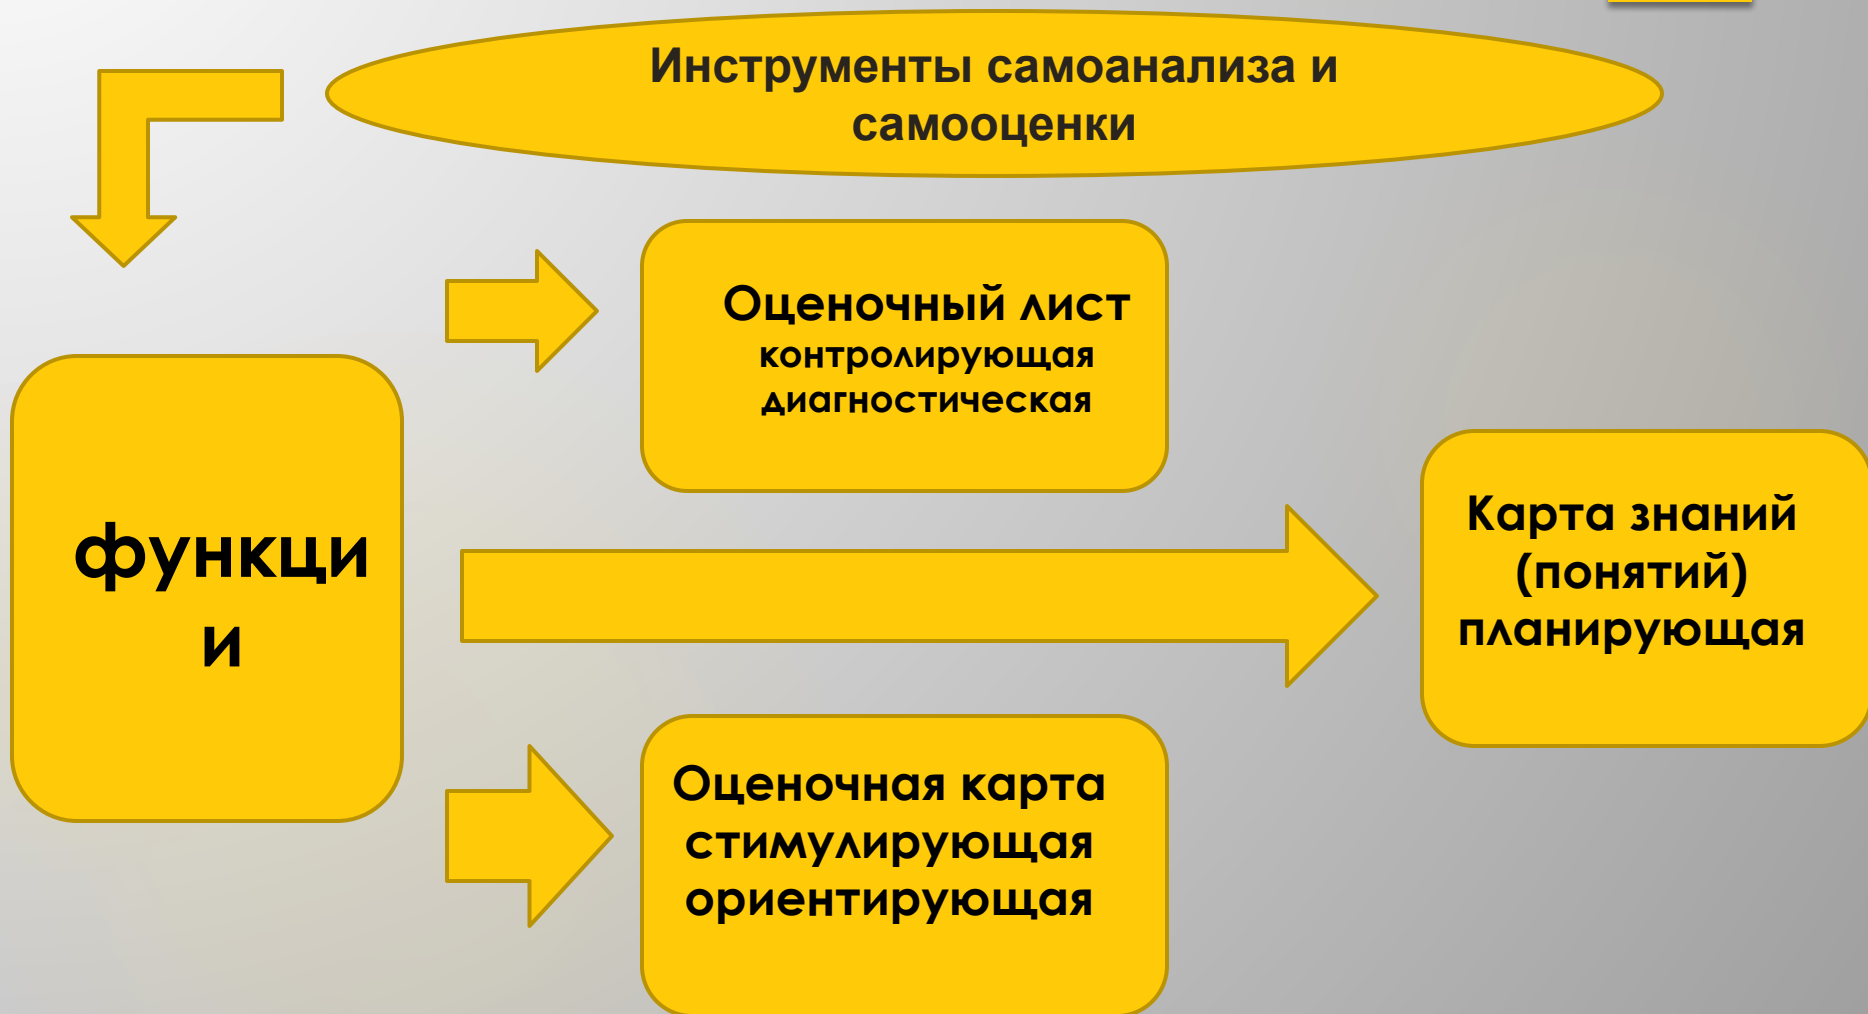 Инструменты самоанализа и
самооценки
Оценочный лист
контролирующая
диагностическая
функци
и
Карта знаний
(понятий)
планирующая
Оценочная карта
стимулирующая
ориентирующая